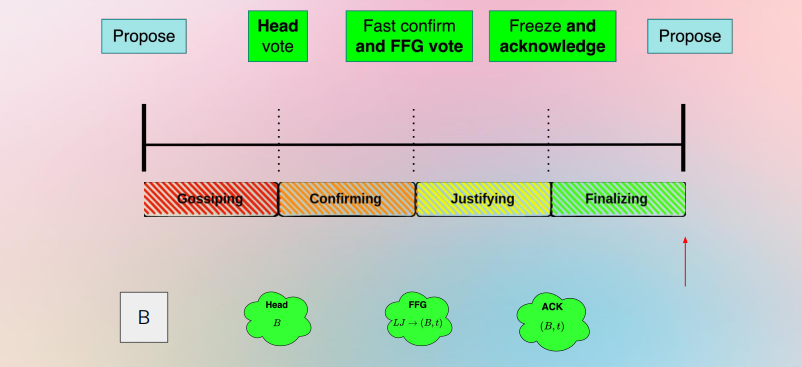 Propose
Head
vote
Fast confirm
and FFG vote
Freeze and
acknowledge
Propose
Gossiping
Confirming
Justifying
Finalizing
B
Head
B
FFG
LJ → (B, t)
ACK
(B, t)